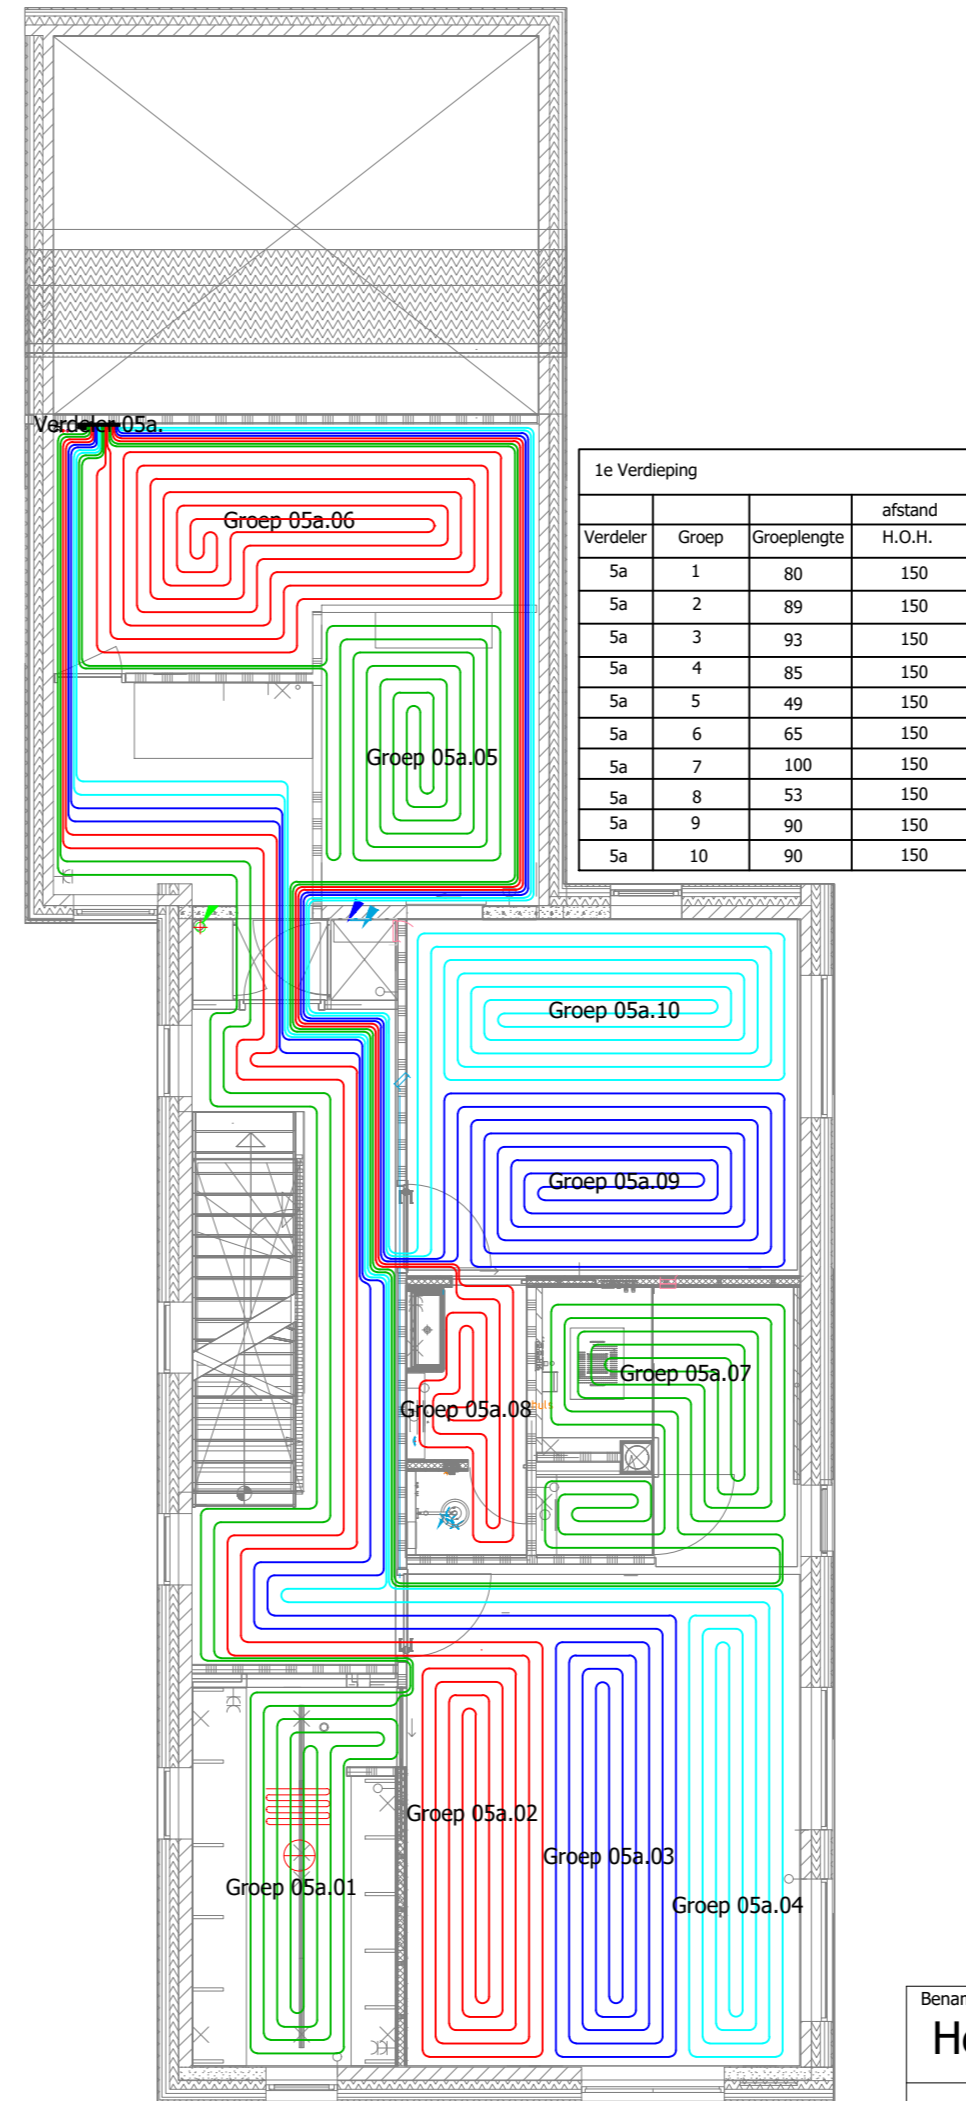 Verdeler 05a.
Groep 05a.06
1e Verdieping
afstand
Verdeler Groep Groeplengte H.O.H.
5a 1 80 150
5a 2 89 150
5a 3 93 150
5a 4 85 150
5a 5 49 150
5a 6 65 150
5a 7 100 150
5a 8 53 150
5a 9 90 150
5a 10 90 150
Groep 05a.05
Groep 05a.10
Groep 05a.09
Groep 05a.07
Groep 05a.08
Groep 05a.02
Groep 05a.03
Groep 05a.01
Groep 05a.04